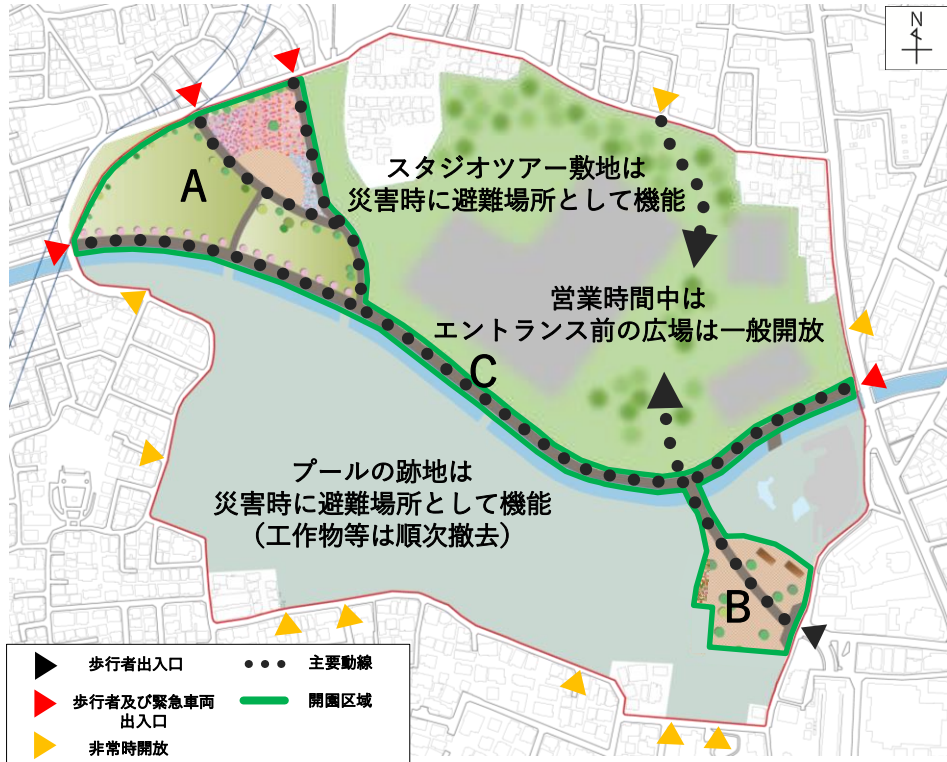 N
A
スタジオツアー敷地は
災害時に避難場所として機能
営業時間中は
エントランス前の広場は一般開放
C
プールの跡地は
災害時に避難場所として機能
（工作物等は順次撤去）
B
歩行者出入口
主要動線
歩行者及び緊急車両
出入口
開園区域
非常時開放